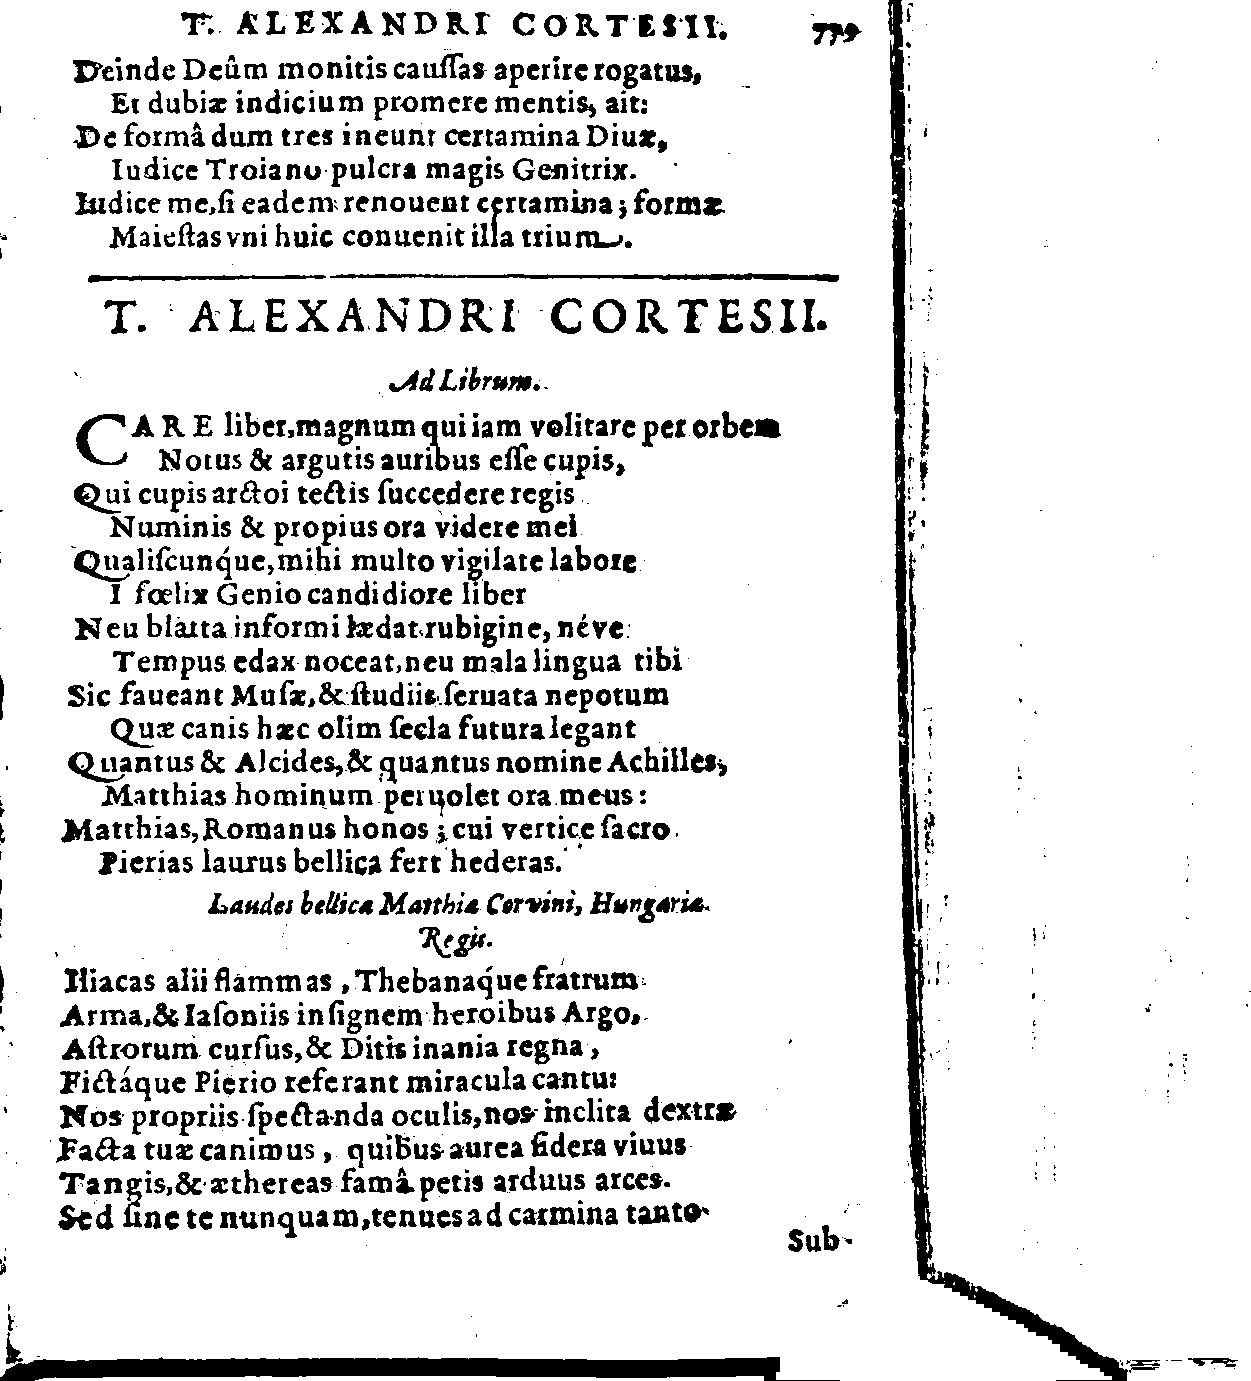 T. ALEXANDRI CORTESII. 779
Deinde Deûm monitis cauſſas aperire rogatus,
Et dubiæ indicium promere mentis, ait:
De formâ dum tres ineunt certamina Diuæ,
Iudice Troiano pulcra magis Genitrix.
Iudice me, ſi eadem renouent certamina; formæ
Maieſtas vni huic conuenit illa trium.
T. ALEXANDRI CORTESII.
Ad Librum.
CARE liber, magnum qui iam volitare per orbem
Notus & argutis auribus eſſe cupis,
Qui cupis arctoi tectis ſuccedere regis
Numinis & propius ora videre mei
Qualiſcunq́ue, mihi multo vigilate labore
I fœlix Genio candidiore liber
Neu blatta informi lædat rubigine, néve
Tempus edax noceat, neu mala lingua tibi
Sic faueant Muſæ, & ſtudiis ſeruata nepotum
Quæ canis hæc olim ſecla futura legant
Quantus & Alcides, & quantus nomine Achilles,
Matthias hominum peruolet ora meus:
Matthias, Romanus honos; cui vertice ſacro
Pierias laurus bellica fert hederas.
Laudes bellicæ Matthiæ Corvini, Hungariæ
Regis.
Iliacas alii flammas, Thebanaq́ue fratrum
Arma, & Iaſoniis inſignem heroibus Argo,
Aſtrorum curſus, & Ditis inania regna,
Fictáque Pierio referant miracula cantu:
Nos propriis ſpectanda oculis, nos inclita dextræ
Facta tuæ canimus, quibus aurea ſidera viuus
Tangis, & æthereas famâ petis arduus arces.
Sed ſine te nunquam, tenues ad carmina tanto
Sub-